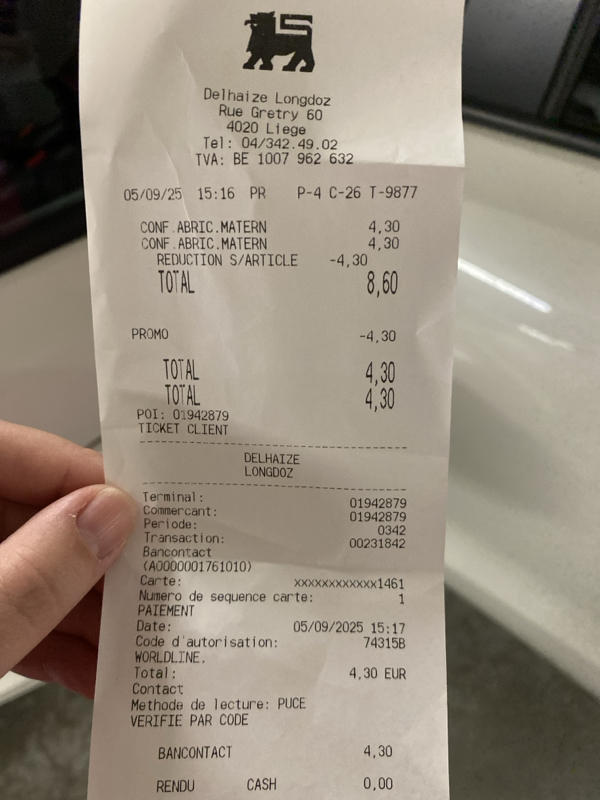 Delhaize Longdoz
Rue Gretry 60
4020 Liege
Tel: 04/342.49.02
TVA: BE 1007 962 632
05/09/25 15:16 PR P-4 C-26 T-9877
CONF.ABRIC.MATERN 4,30
CONF.ABRIC.MATERN 4,30
REDUCTION S/ARTICLE -4,30
TOTAL 8,60
PROMO -4,30
TOTAL 4,30
TOTAL 4,30
POI: 01942879
TICKET CLIENT
DELHAIZE
LONGDOZ
Terminal: 01942879
Commercant: 01942879
Periode: 0342
Transaction: 00231842
Bancontact
(A0000001761010)
Carte: xxxxxxxxxxxx1461
Numero de sequence carte: 1
PAIEMENT
Date: 05/09/2025 15:17
Code d'autorisation: 74315B
WORLDLINE.
Total: 4,30 EUR
Contact
Methode de lecture: PUCE
VERIFIE PAR CODE
BANCONTACT 4,30
RENDU CASH 0,00